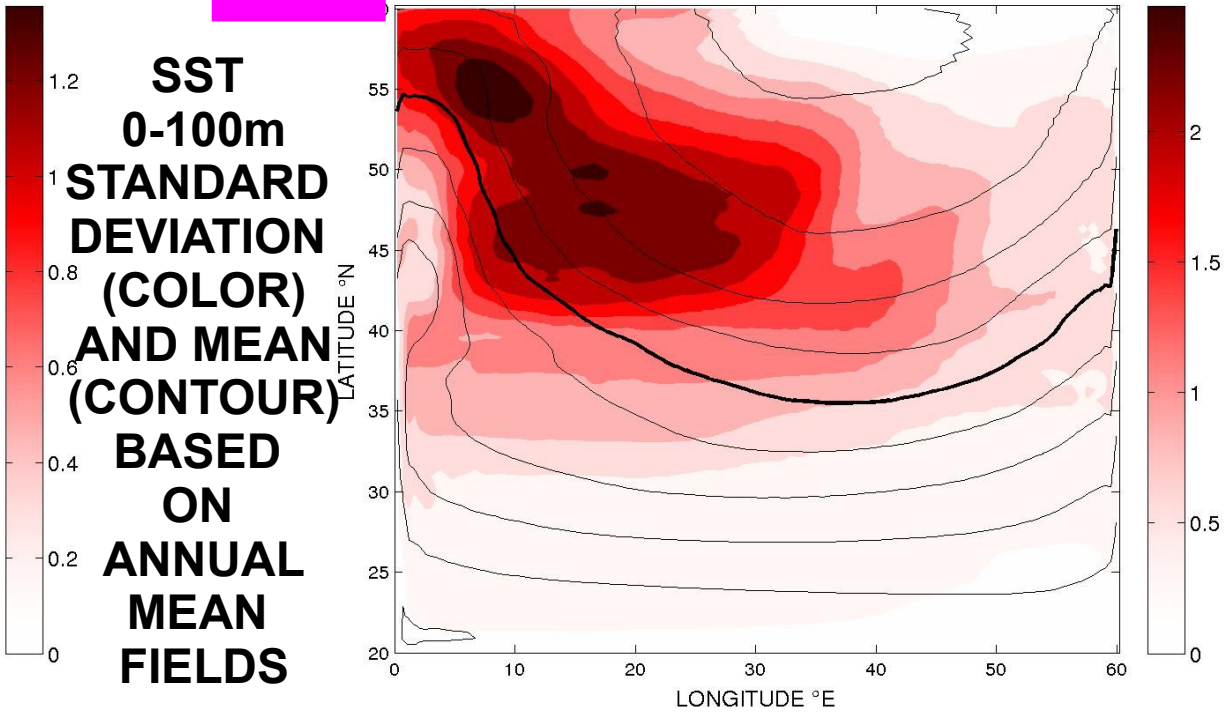 1.2
1
0.8
0.6
0.4
0.2
0
SST
0-100m
STANDARD
DEVIATION
(COLOR)
AND MEAN
(CONTOUR)
BASED
ON
ANNUAL
MEAN
FIELDS
LATITUDE °N
55
50
45
40
35
30
25
20
0
10
20
30
40
50
60
LONGITUDE °E
2
1.5
1
0.5
0